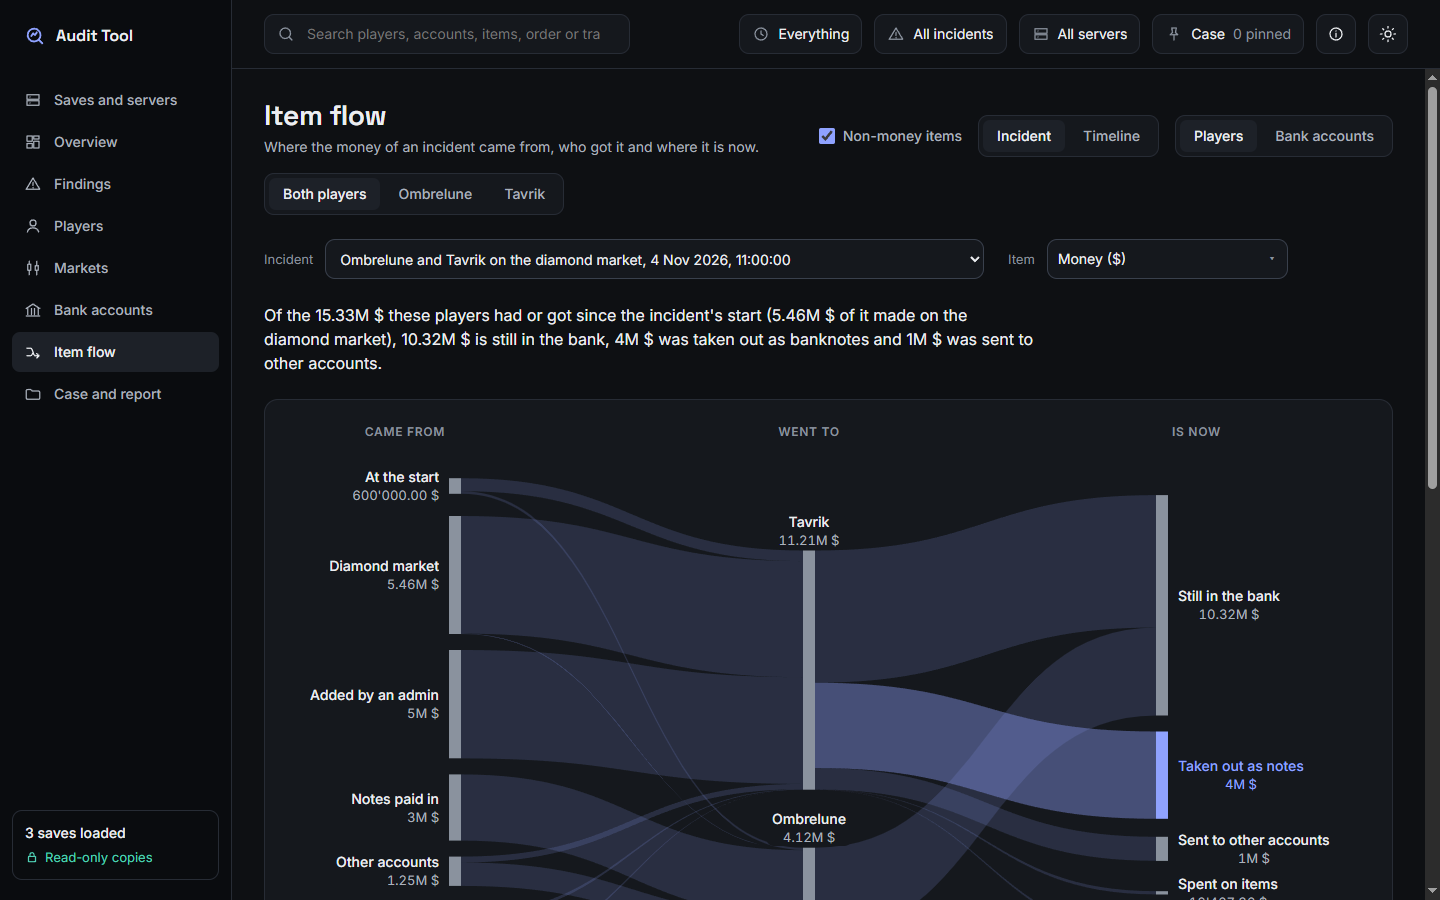 Audit Tool
Search players, accounts, items, order or tra
Everything
All incidents
All servers
Case 0 pinned
Saves and servers
Overview
Findings
Players
Markets
Bank accounts
Item flow
Case and report
3 saves loaded
Read-only copies
Item flow
Where the money of an incident came from, who got it and where it is now.
Non-money items
Incident Timeline
Players Bank accounts
Both players Ombrelune Tavrik
Incident Ombrelune and Tavrik on the diamond market, 4 Nov 2026, 11:00:00
Item Money ($)
Of the 15.33M $ these players had or got since the incident's start (5.46M $ of it made on the
diamond market), 10.32M $ is still in the bank, 4M $ was taken out as banknotes and 1M $ was sent to
other accounts.
CAME FROM
WENT TO
IS NOW
At the start
600'000.00 $
Diamond market
5.46M $
Added by an admin
5M $
Notes paid in
3M $
Other accounts
1.25M $
Tavrik
11.21M $
Ombrelune
4.12M $
Still in the bank
10.32M $
Taken out as notes
4M $
Sent to other accounts
1M $
Spent on items